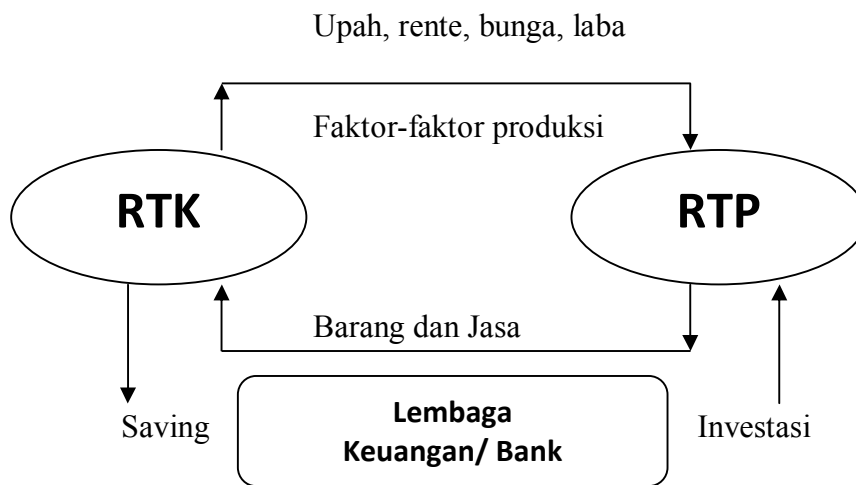 Upah, rente, bunga, laba
Faktor-faktor produksi
RTK
RTP
Barang dan Jasa
Saving
Lembaga
Keuangan/ Bank
Investasi